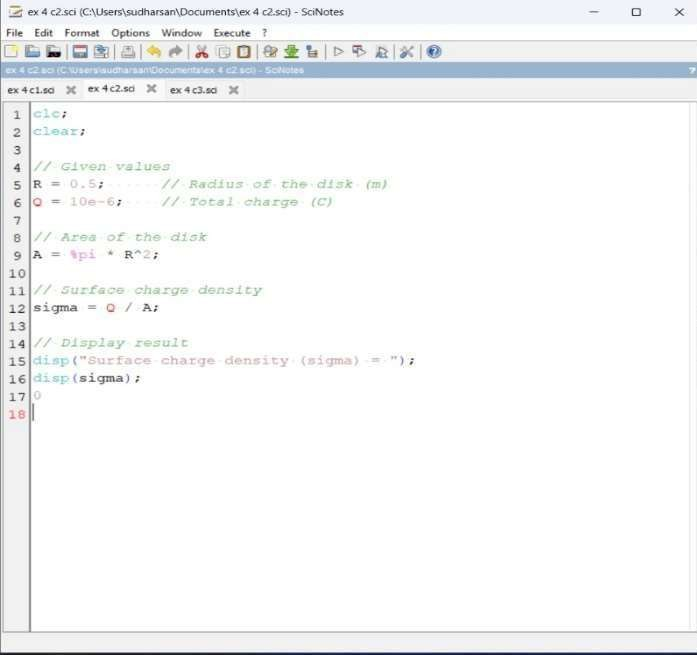 ex 4 c2.sci (C:\Users\sudharsan\Documents\ex 4 c2.sci) - SciNotes
File Edit Format Options Window Execute ?
ex 4 c2.sci (C:\Users\sudharsan\Documents\ex 4 c2.sci) - SciNotes ?
ex 4 c1.sci ex 4 c2.sci ex 4 c3.sci
1 clc;
2 clear;
3
4 // Given values
5 R = 0.5; // Radius of the disk (m)
6 Q = 10e-6; // Total charge (C)
7
8 // Area of the disk
9 A = %pi * R^2;
10
11 // Surface charge density
12 sigma = Q / A;
13
14 // Display result
15 disp("Surface charge density (sigma) = ");
16 disp(sigma);
17 0
18